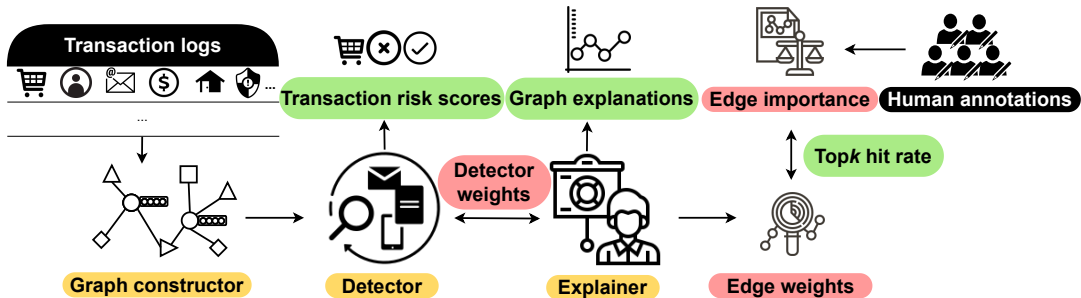 Transaction logs
@
$
...
...
Transaction risk scores
Graph explanations
Edge importance
Human annotations
Detector
weights
Topk hit rate
Graph constructor
Detector
Explainer
Edge weights